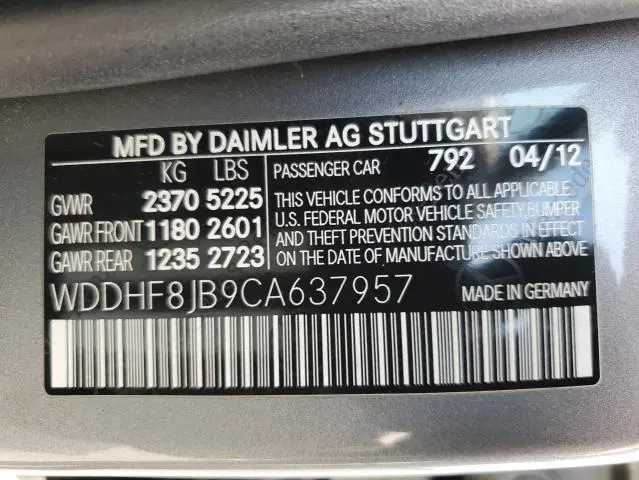 MFD BY DAIMLER AG STUTTGART
KG LBS
GVWR 2370 5225
GAWR FRONT 1180 2601
GAWR REAR 1235 2723
PASSENGER CAR 792 04/12
THIS VEHICLE CONFORMS TO ALL APPLICABLE
U.S. FEDERAL MOTOR VEHICLE SAFETY, BUMPER
AND THEFT PREVENTION STANDARDS IN EFFECT
ON THE DATE OF MANUFACTURE SHOWN ABOVE
WDDHF8JB9CA637957
MADE IN GERMANY